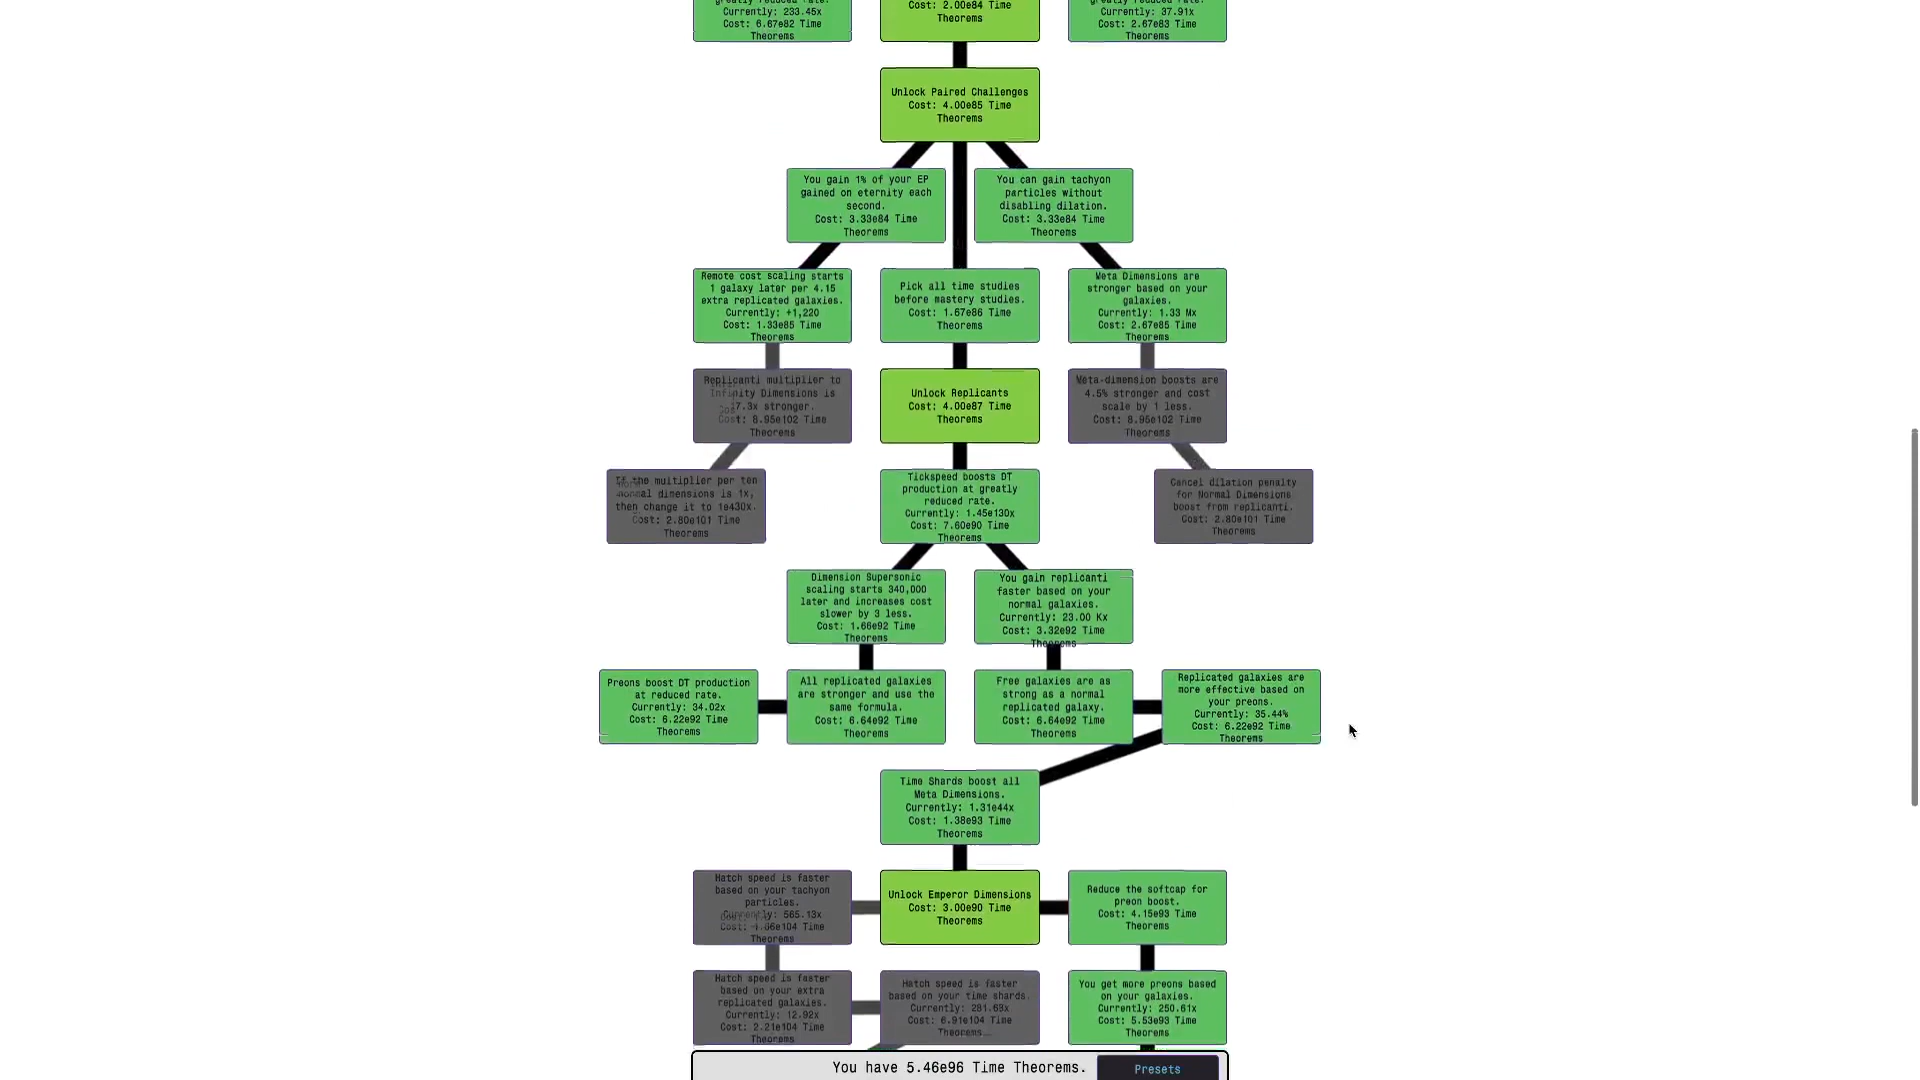 greatly reduced rate.
Currently: 233.45x
Cost: 6.67e82 Time
Theorems
Cost: 2.00e84 Time
Theorems
greatly reduced rate.
Currently: 37.91x
Cost: 2.67e83 Time
Theorems
Unlock Paired Challenges
Cost: 4.00e85 Time
Theorems
You gain 1% of your EP
gained on eternity each
second.
Cost: 3.33e84 Time
Theorems
You can gain tachyon
particles without
disabling dilation.
Cost: 3.33e84 Time
Theorems
Remote cost scaling starts
1 galaxy later per 4.15
extra replicated galaxies.
Currently: +1,220
Cost: 1.33e85 Time
Theorems
Pick all time studies
before mastery studies.
Cost: 1.67e86 Time
Theorems
Meta Dimensions are
stronger based on your
galaxies.
Currently: 1.33 Mx
Cost: 2.67e85 Time
Theorems
Replicanti multiplier to
Infinity Dimensions is
17.3x stronger.
Cost: 8.95e102 Time
Theorems
Unlock Replicants
Cost: 4.00e87 Time
Theorems
Meta-dimension boosts are
4.5% stronger and cost
scale by 1 less.
Cost: 8.95e102 Time
Theorems
If the multiplier per ten
normal dimensions is 1x,
then change it to 1e430x.
Cost: 2.80e101 Time
Theorems
Tickspeed boosts DT
production at greatly
reduced rate.
Currently: 1.45e130x
Cost: 7.60e90 Time
Theorems
Cancel dilation penalty
for Normal Dimensions
boost from replicanti.
Cost: 2.80e101 Time
Theorems
Dimension Supersonic
scaling starts 340,000
later and increases cost
slower by 3 less.
Cost: 1.66e92 Time
Theorems
You gain replicanti
faster based on your
normal galaxies.
Currently: 23.00 Kx
Cost: 3.32e92 Time
Theorems
Preons boost DT production
at reduced rate.
Currently: 34.02x
Cost: 6.22e92 Time
Theorems
All replicated galaxies
are stronger and use the
same formula.
Cost: 6.64e92 Time
Theorems
Free galaxies are as
strong as a normal
replicated galaxy.
Cost: 6.64e92 Time
Theorems
Replicated galaxies are
more effective based on
your preons.
Currently: 35.44%
Cost: 6.22e92 Time
Theorems
Time Shards boost all
Meta Dimensions.
Currently: 1.31e44x
Cost: 1.38e93 Time
Theorems
Hatch speed is faster
based on your tachyon
particles.
Currently: 565.13x
Cost: 1.06e104 Time
Theorems
Unlock Emperor Dimensions
Cost: 3.00e90 Time
Theorems
Reduce the softcap for
preon boost.
Cost: 4.15e93 Time
Theorems
Hatch speed is faster
based on your extra
replicated galaxies.
Currently: 12.92x
Cost: 2.21e104 Time
Theorems
Hatch speed is faster
based on your time shards.
Currently: 281.63x
Cost: 6.91e104 Time
Theorems
You get more preons based
on your galaxies.
Currently: 250.61x
Cost: 5.53e93 Time
Theorems
You have 5.46e96 Time Theorems.
Presets